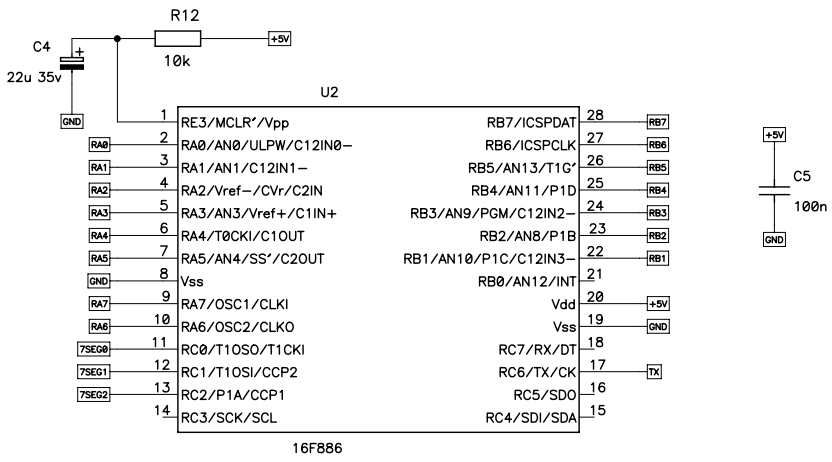 R12
C4
+
+5V
22u 35v
10k
U2
GND
1 RE3/MCLR'/Vpp
RB7/ICSPDAT 28 RB7
RA0 2 RA0/AN0/ULPW/C12IN0-
RB6/ICSPCLK 27 RB6
RA1 3 RA1/AN1/C12IN1-
RB5/AN13/T1G' 26 RB5
RA2 4 RA2/Vref-/CVr/C2IN
RB4/AN11/P1D 25 RB4
RA3 5 RA3/AN3/Vref+/C1IN+
RB3/AN9/PGM/C12IN2- 24 RB3
RA4 6 RA4/T0CKI/C1OUT
RB2/AN8/P1B 23 RB2
RA5 7 RA5/AN4/SS'/C2OUT
RB1/AN10/P1C/C12IN3- 22 RB1
GND 8 Vss
RB0/AN12/INT 21
RA7 9 RA7/OSC1/CLKI
Vdd 20 +5V
RA6 10 RA6/OSC2/CLKO
Vss 19 GND
7SEG0 11 RC0/T1OSO/T1CKI
RC7/RX/DT 18
7SEG1 12 RC1/T1OSI/CCP2
RC6/TX/CK 17 TX
7SEG2 13 RC2/P1A/CCP1
RC5/SDO 16
14 RC3/SCK/SCL
RC4/SDI/SDA 15
16F886
+5V
C5
100n
GND